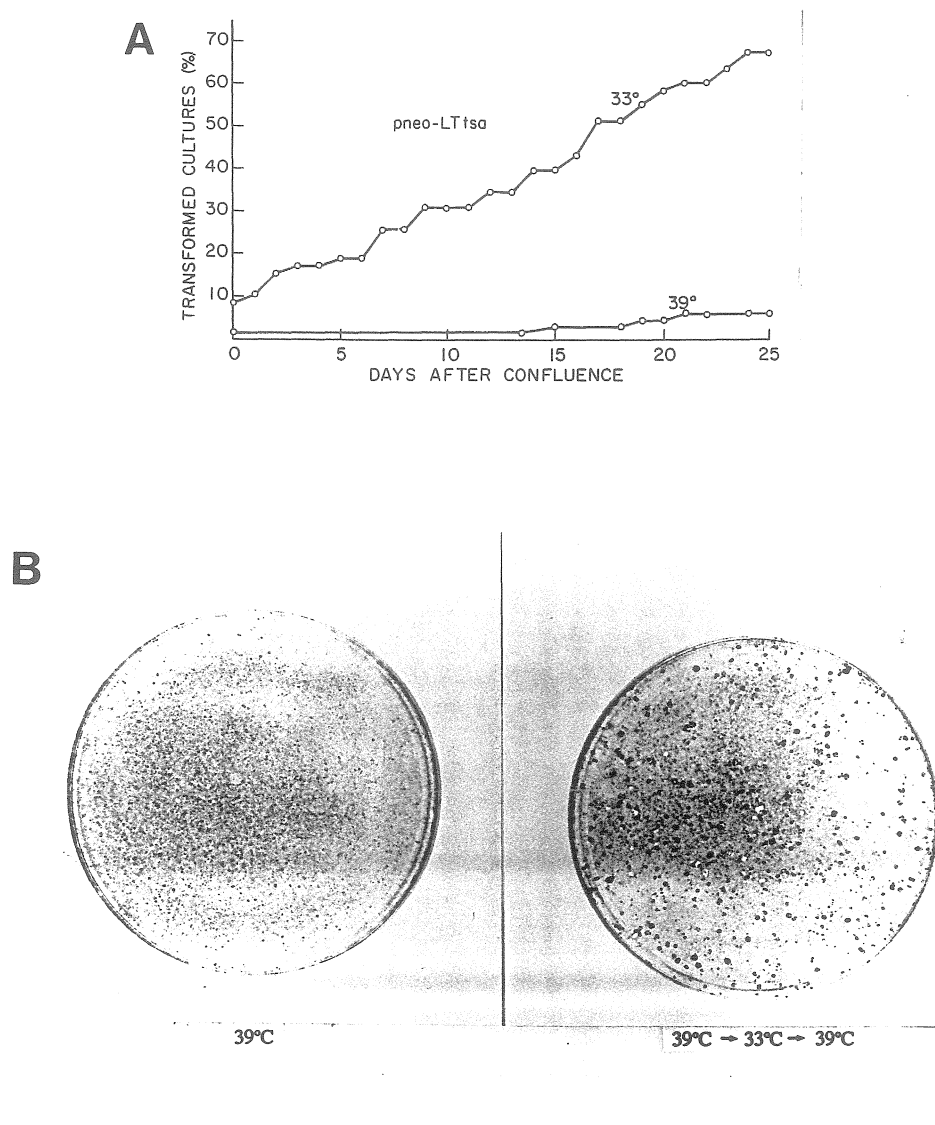 A
TRANSFORMED CULTURES (%)
70
60
50
40
30
20
10
pneo-LTtsa
33°
39°
0 5 10 15 20 25
DAYS AFTER CONFLUENCE
B
39°C
39°C → 33°C → 39°C